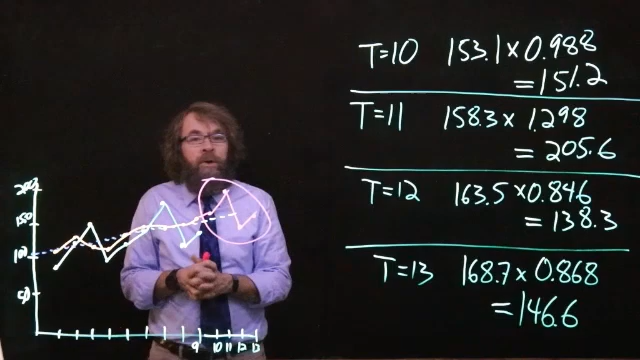 T=10 153.1 × 0.988
= 151.2
T=11 158.3 × 1.298
= 205.6
T=12 163.5 × 0.846
= 138.3
T=13 168.7 × 0.868
= 146.6
200
150
100
50
9 10 11 12 13